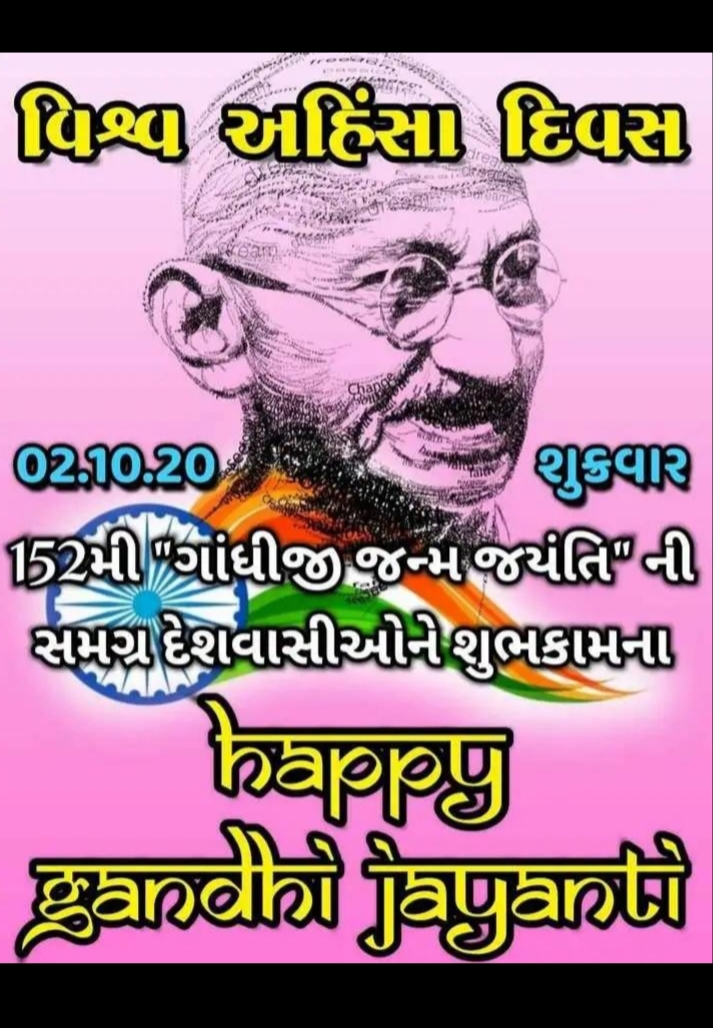 વિશ્વ અહિંસા દિવસ
02.10.20 શુક્રવાર
152મી "ગાંધીજી જન્મ જયંતિ" ની
સમગ્ર દેશવાસીઓને શુભકામના
happy
gandhi jayanti